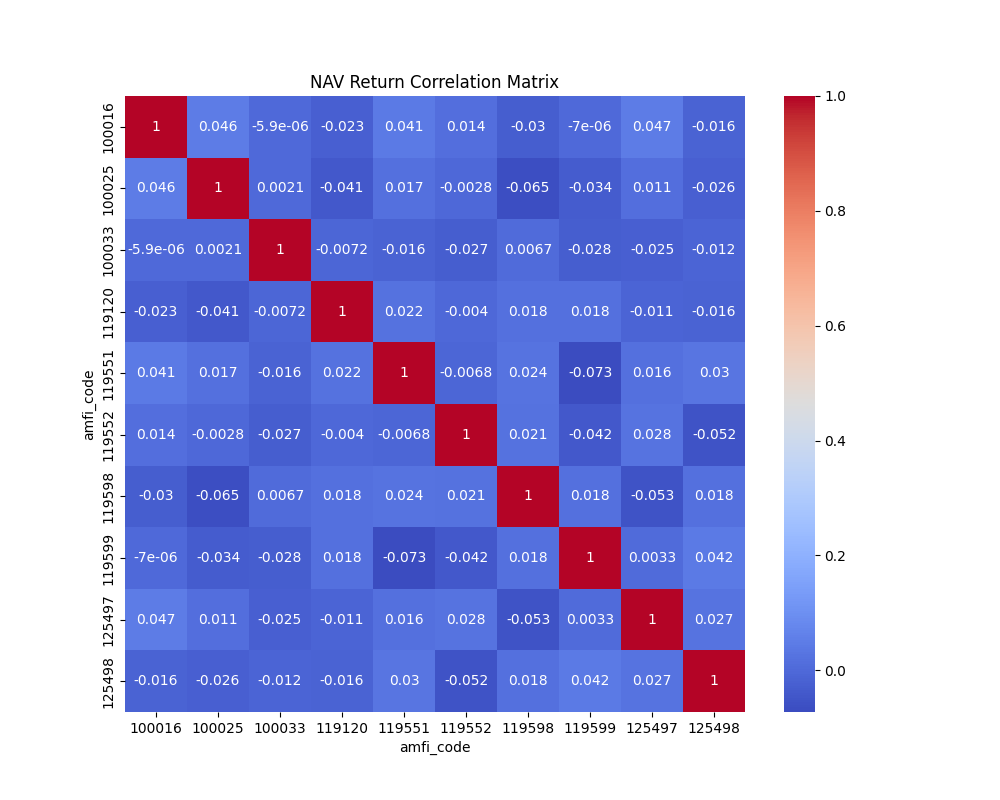 NAV Return Correlation Matrix
amfi_code
100016 1 0.046 -5.9e-06 -0.023 0.041 0.014 -0.03 -7e-06 0.047 -0.016
100025 0.046 1 0.0021 -0.041 0.017 -0.0028 -0.065 -0.034 0.011 -0.026
100033 -5.9e-06 0.0021 1 -0.0072 -0.016 -0.027 0.0067 -0.028 -0.025 -0.012
119120 -0.023 -0.041 -0.0072 1 0.022 -0.004 0.018 0.018 -0.011 -0.016
119551 0.041 0.017 -0.016 0.022 1 -0.0068 0.024 -0.073 0.016 0.03
119552 0.014 -0.0028 -0.027 -0.004 -0.0068 1 0.021 -0.042 0.028 -0.052
119598 -0.03 -0.065 0.0067 0.018 0.024 0.021 1 0.018 -0.053 0.018
119599 -7e-06 -0.034 -0.028 0.018 -0.073 -0.042 0.018 1 0.0033 0.042
125497 0.047 0.011 -0.025 -0.011 0.016 0.028 -0.053 0.0033 1 0.027
125498 -0.016 -0.026 -0.012 -0.016 0.03 -0.052 0.018 0.042 0.027 1
100016 100025 100033 119120 119551 119552 119598 119599 125497 125498
amfi_code
1.0
0.8
0.6
0.4
0.2
0.0